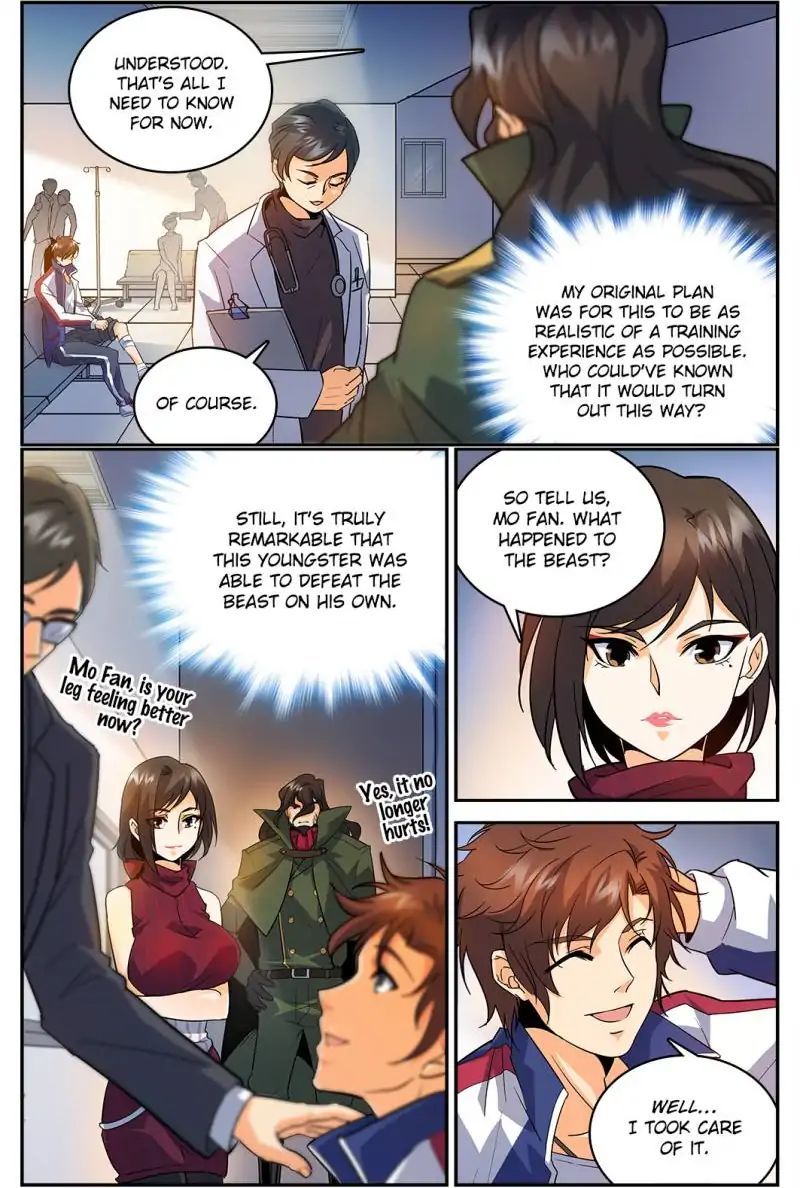 UNDERSTOOD.
THAT'S ALL I
NEED TO KNOW
FOR NOW.
MY ORIGINAL PLAN
WAS FOR THIS TO BE AS
REALISTIC OF A TRAINING
EXPERIENCE AS POSSIBLE.
WHO COULD'VE KNOWN
THAT IT WOULD TURN
OUT THIS WAY?
OF COURSE.
STILL, IT'S TRULY
REMARKABLE THAT
THIS YOUNGSTER WAS
ABLE TO DEFEAT THE
BEAST ON HIS OWN.
Mo Fan, is your
leg feeling better
now?
Yes, it no
longer
hurts!
SO TELL US,
MO FAN. WHAT
HAPPENED TO
THE BEAST?
WELL...
I TOOK CARE
OF IT.